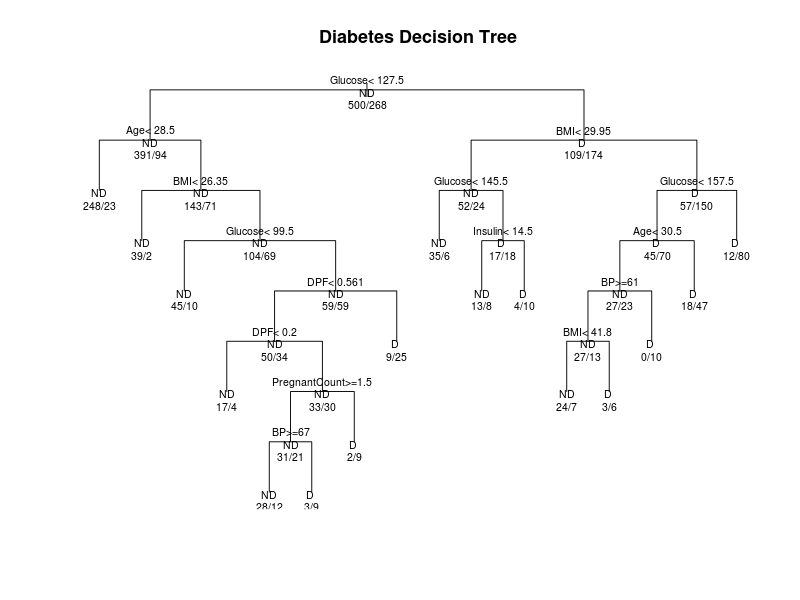 Diabetes Decision Tree
Glucose< 127.5
ND
500/268
Age< 28.5
ND
391/94
BMI< 29.95
D
109/174
ND
248/23
BMI< 26.35
ND
143/71
Glucose< 145.5
ND
52/24
Glucose< 157.5
D
57/150
ND
39/2
Glucose< 99.5
ND
104/69
ND
35/6
Insulin< 14.5
D
17/18
Age< 30.5
D
45/70
D
12/80
ND
45/10
DPF< 0.561
ND
59/59
ND
13/8
D
4/10
BP>=61
ND
27/23
D
18/47
DPF< 0.2
ND
50/34
D
9/25
BMI< 41.8
ND
27/13
D
0/10
ND
17/4
PregnantCount>=1.5
ND
33/30
ND
24/7
D
3/6
BP>=67
ND
31/21
D
2/9
ND
28/12
D
3/9